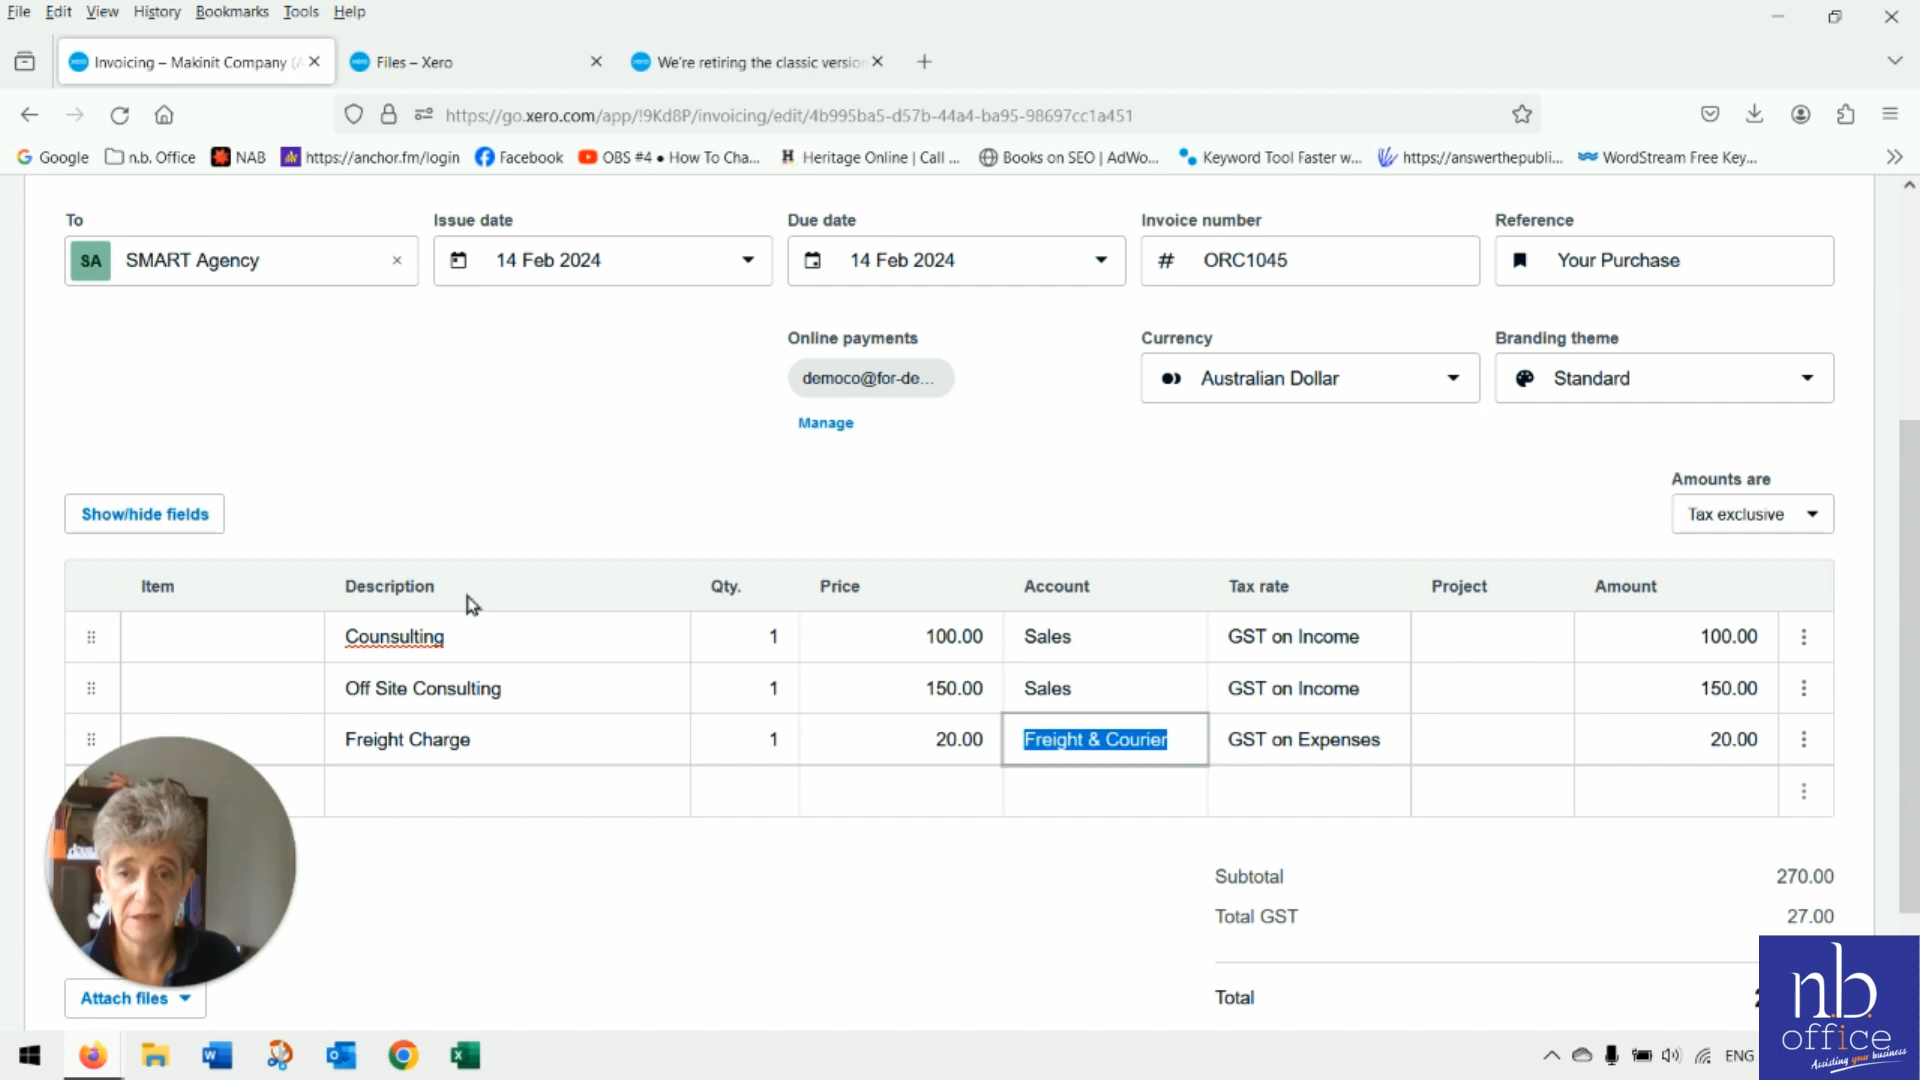 File Edit View History Bookmarks Tools Help
Invoicing – Makinit Company (A
Files – Xero
We're retiring the classic version
https://go.xero.com/app/!9Kd8P/invoicing/edit/4b995ba5-d57b-44a4-ba95-98697cc1a451
Google n.b. Office NAB https://anchor.fm/login Facebook OBS #4 • How To Cha... Heritage Online | Call ... Books on SEO | AdWo... Keyword Tool Faster w... https://answerthepubli... WordStream Free Key...
To Issue date Due date Invoice number Reference
SA SMART Agency × 14 Feb 2024 14 Feb 2024 # ORC1045 Your Purchase
Online payments Currency Branding theme
democo@for-de... Australian Dollar Standard
Manage
Amounts are
Show/hide fields Tax exclusive
Item Description Qty. Price Account Tax rate Project Amount
Counsulting 1 100.00 Sales GST on Income 100.00
Off Site Consulting 1 150.00 Sales GST on Income 150.00
Freight Charge 1 20.00 Freight & Courier GST on Expenses 20.00
Subtotal 270.00
Total GST 27.00
Total
Attach files
ENG
n.b.
office
Assisting your business